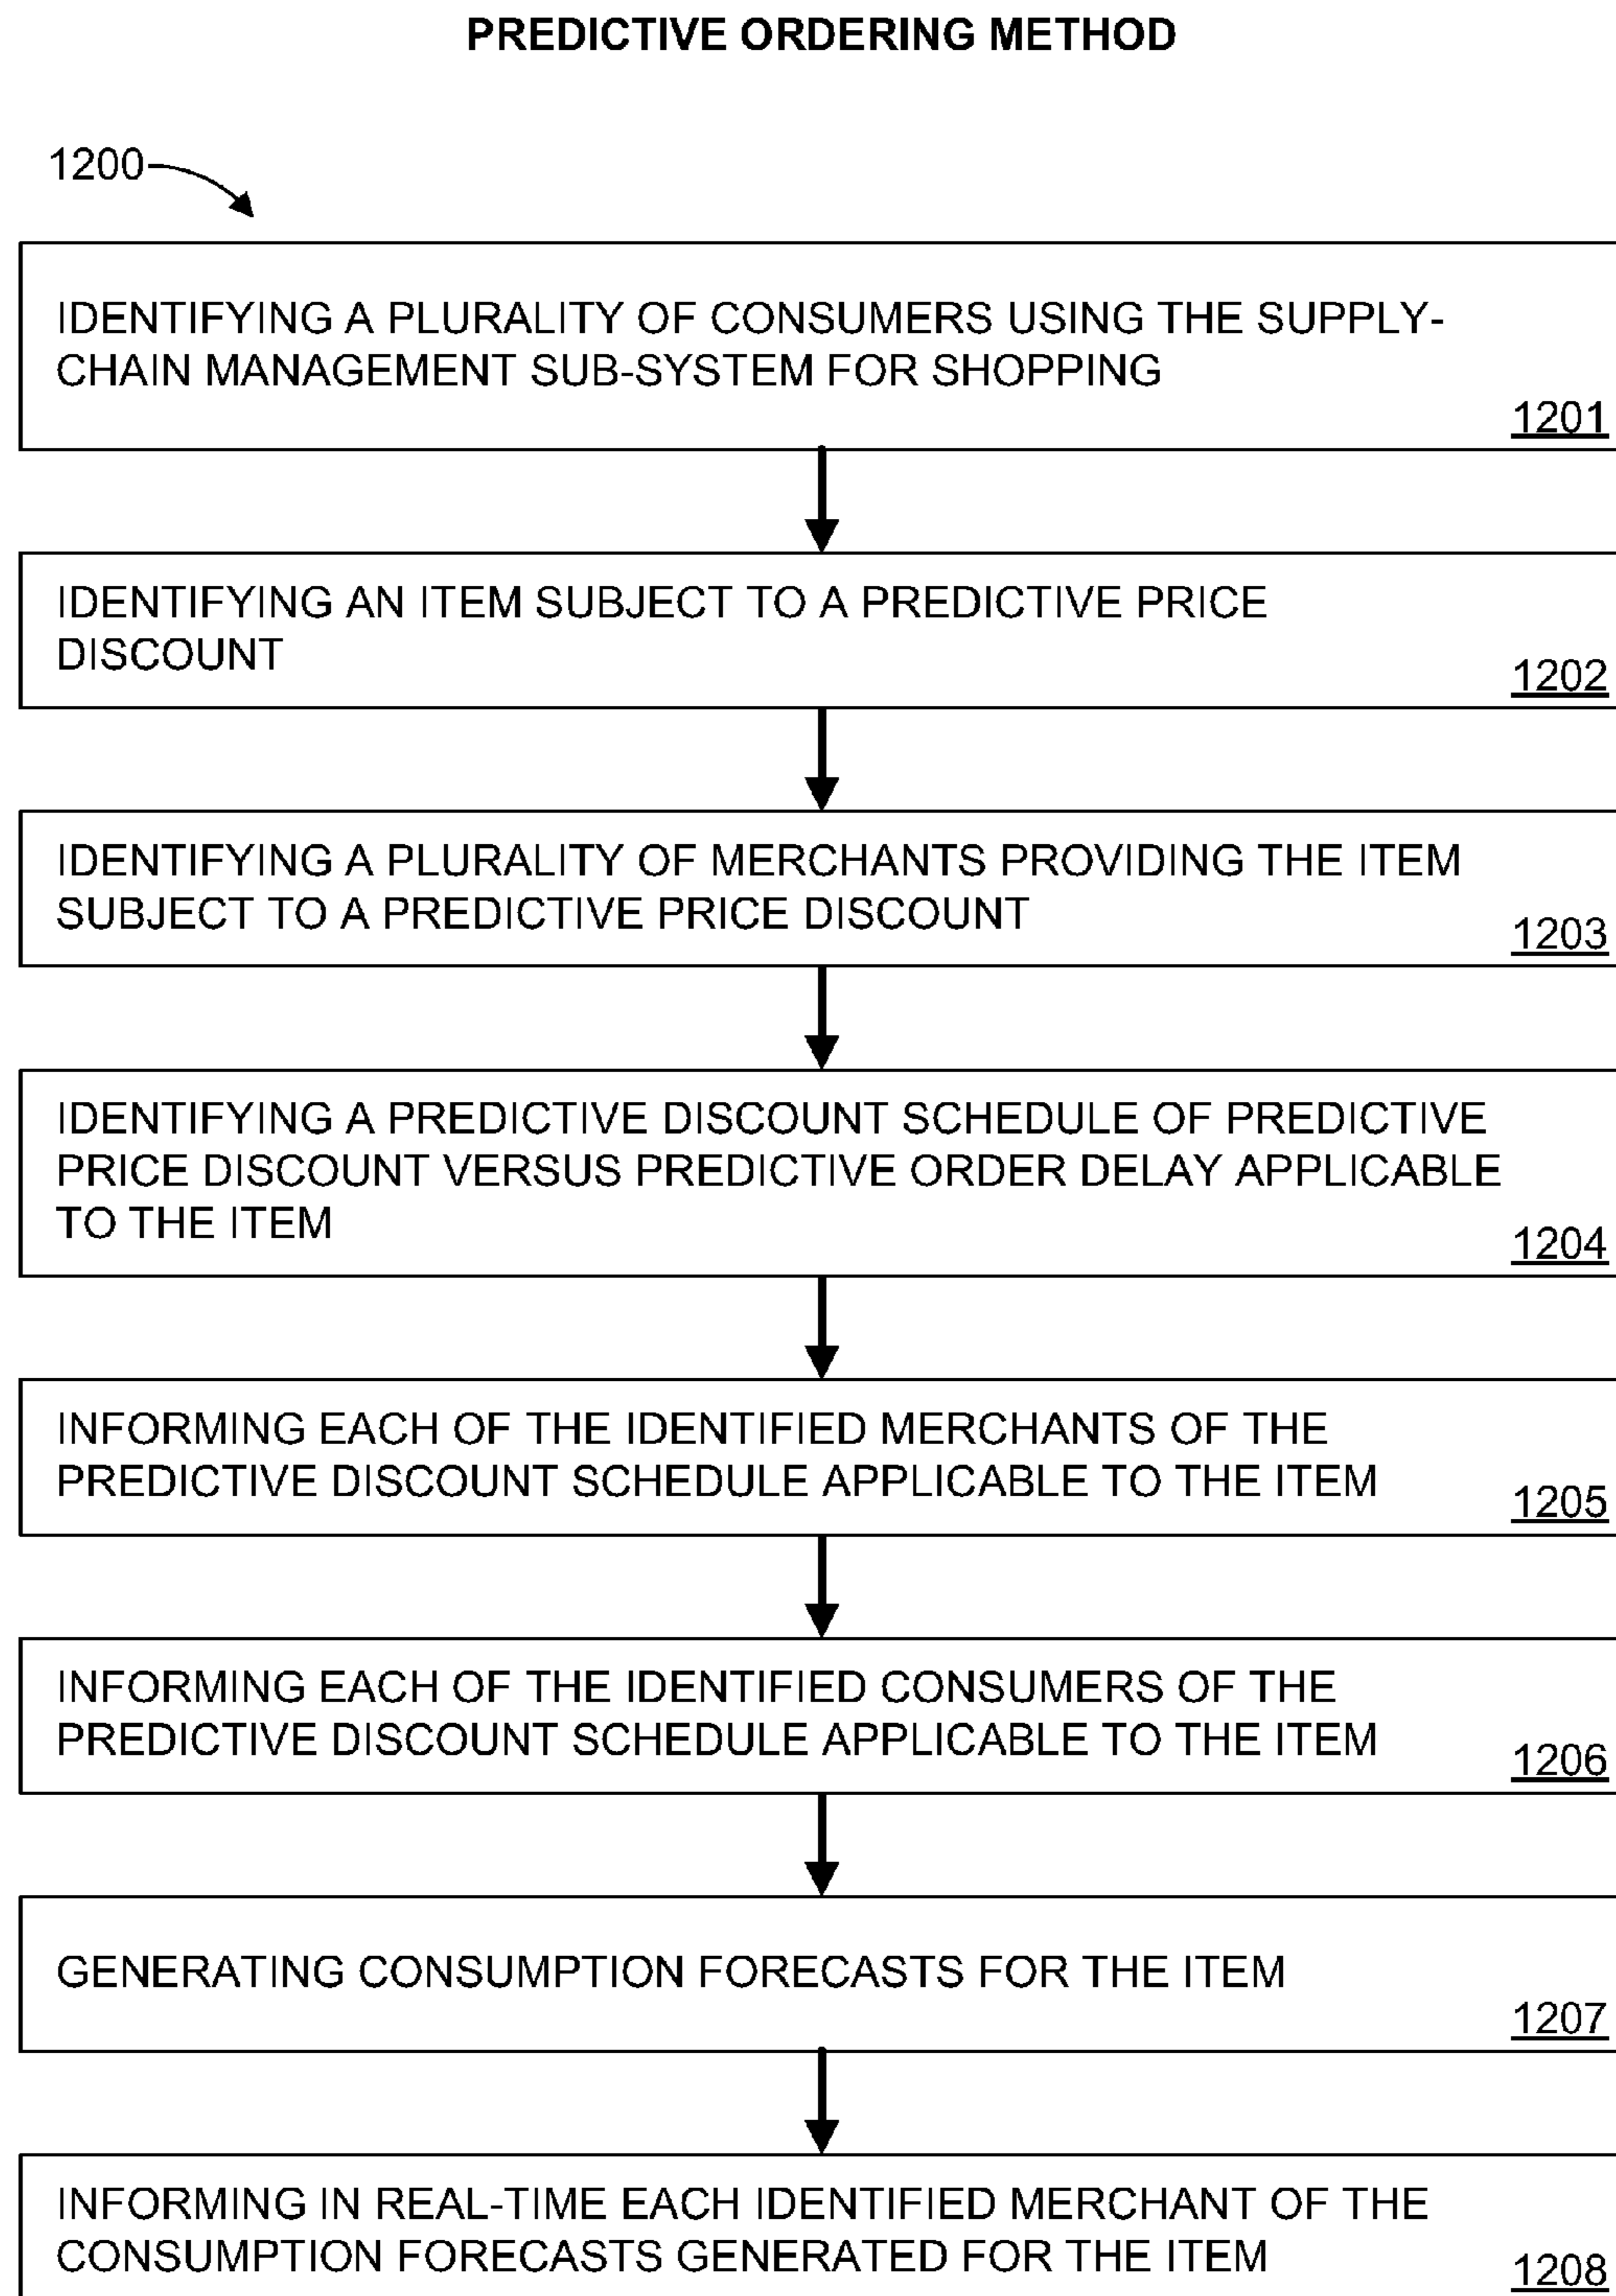 PREDICTIVE ORDERING METHOD
1200
IDENTIFYING A PLURALITY OF CONSUMERS USING THE SUPPLY-
CHAIN MANAGEMENT SUB-SYSTEM FOR SHOPPING
1201
IDENTIFYING AN ITEM SUBJECT TO A PREDICTIVE PRICE
DISCOUNT
1202
IDENTIFYING A PLURALITY OF MERCHANTS PROVIDING THE ITEM
SUBJECT TO A PREDICTIVE PRICE DISCOUNT
1203
IDENTIFYING A PREDICTIVE DISCOUNT SCHEDULE OF PREDICTIVE
PRICE DISCOUNT VERSUS PREDICTIVE ORDER DELAY APPLICABLE
TO THE ITEM
1204
INFORMING EACH OF THE IDENTIFIED MERCHANTS OF THE
PREDICTIVE DISCOUNT SCHEDULE APPLICABLE TO THE ITEM
1205
INFORMING EACH OF THE IDENTIFIED CONSUMERS OF THE
PREDICTIVE DISCOUNT SCHEDULE APPLICABLE TO THE ITEM
1206
GENERATING CONSUMPTION FORECASTS FOR THE ITEM
1207
INFORMING IN REAL-TIME EACH IDENTIFIED MERCHANT OF THE
CONSUMPTION FORECASTS GENERATED FOR THE ITEM
1208